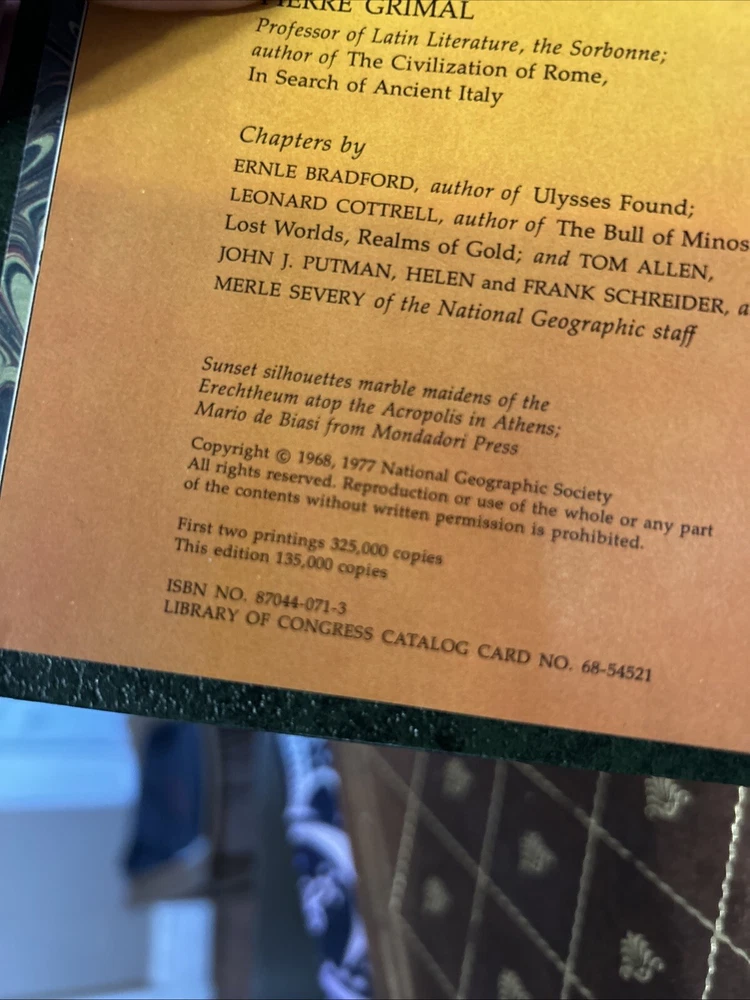 PIERRE GRIMAL
Professor of Latin Literature, the Sorbonne;
author of The Civilization of Rome,
In Search of Ancient Italy
Chapters by
ERNLE BRADFORD, author of Ulysses Found;
LEONARD COTTRELL, author of The Bull of Minos
Lost Worlds, Realms of Gold; and TOM ALLEN,
JOHN J. PUTMAN, HELEN and FRANK SCHREIDER, a
MERLE SEVERY of the National Geographic staff
Sunset silhouettes marble maidens of the
Erechtheum atop the Acropolis in Athens;
Mario de Biasi from Mondadori Press
Copyright © 1968, 1977 National Geographic Society
All rights reserved. Reproduction or use of the whole or any part
of the contents without written permission is prohibited.
First two printings 325,000 copies
This edition 135,000 copies
ISBN NO. 87044-071-3
LIBRARY OF CONGRESS CATALOG CARD NO. 68-54521